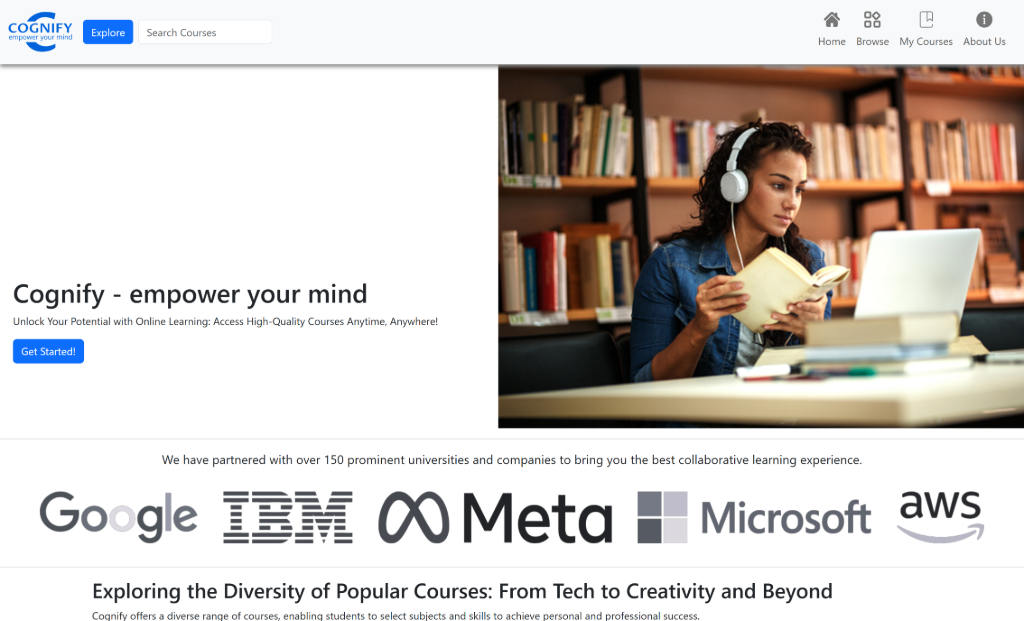 COGNIFY
empower your mind
Explore
Search Courses
Home
Browse
My Courses
About Us
Cognify - empower your mind
Unlock Your Potential with Online Learning: Access High-Quality Courses Anytime, Anywhere!
Get Started!
We have partnered with over 150 prominent universities and companies to bring you the best collaborative learning experience.
Google
IBM
Meta
Microsoft
aws
Exploring the Diversity of Popular Courses: From Tech to Creativity and Beyond
Cognify offers a diverse range of courses, enabling students to select subjects and skills to achieve personal and professional success.